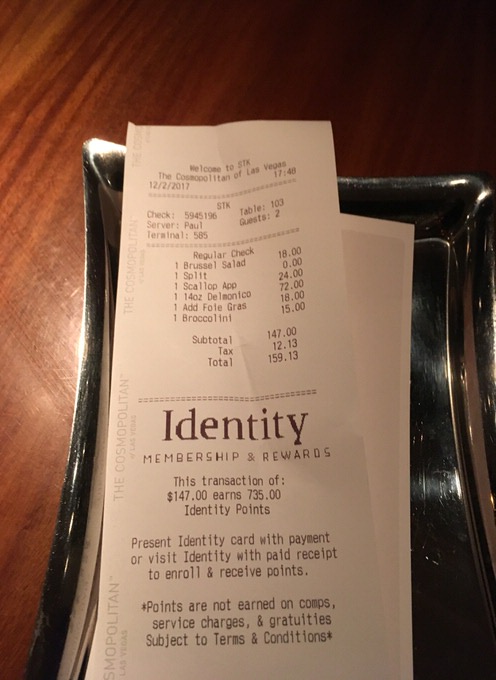 Welcome to STK
The Cosmopolitan of Las Vegas
12/2/2017 17:46
STK
Check: 5945196 Table: 103
Server: Paul Guests: 2
Terminal: 585
Regular Check
1 Brussel Salad 18.00
1 Split 0.00
1 Scallop App 24.00
1 14oz Delmonico 72.00
1 Add Foie Gras 18.00
1 Broccolini 15.00
Subtotal 147.00
Tax 12.13
Total 159.13
Identity
MEMBERSHIP & REWARDS
This transaction of:
$147.00 earns 735.00
Identity Points
Present Identity card with payment
or visit Identity with paid receipt
to enroll & receive points.
*Points are not earned on comps,
service charges, & gratuities
Subject to Terms & Conditions*
THE COSMOPOLITAN™
of LAS VEGAS
THE COSMOPOLITAN™
of LAS VEGAS